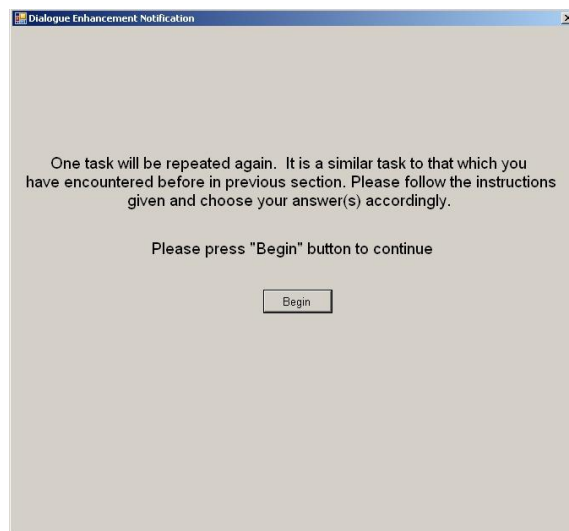 Dialogue Enhancement Notification
One task will be repeated again. It is a similar task to that which you
have encountered before in previous section. Please follow the instructions
given and choose your answer(s) accordingly.
Please press "Begin" button to continue
Begin